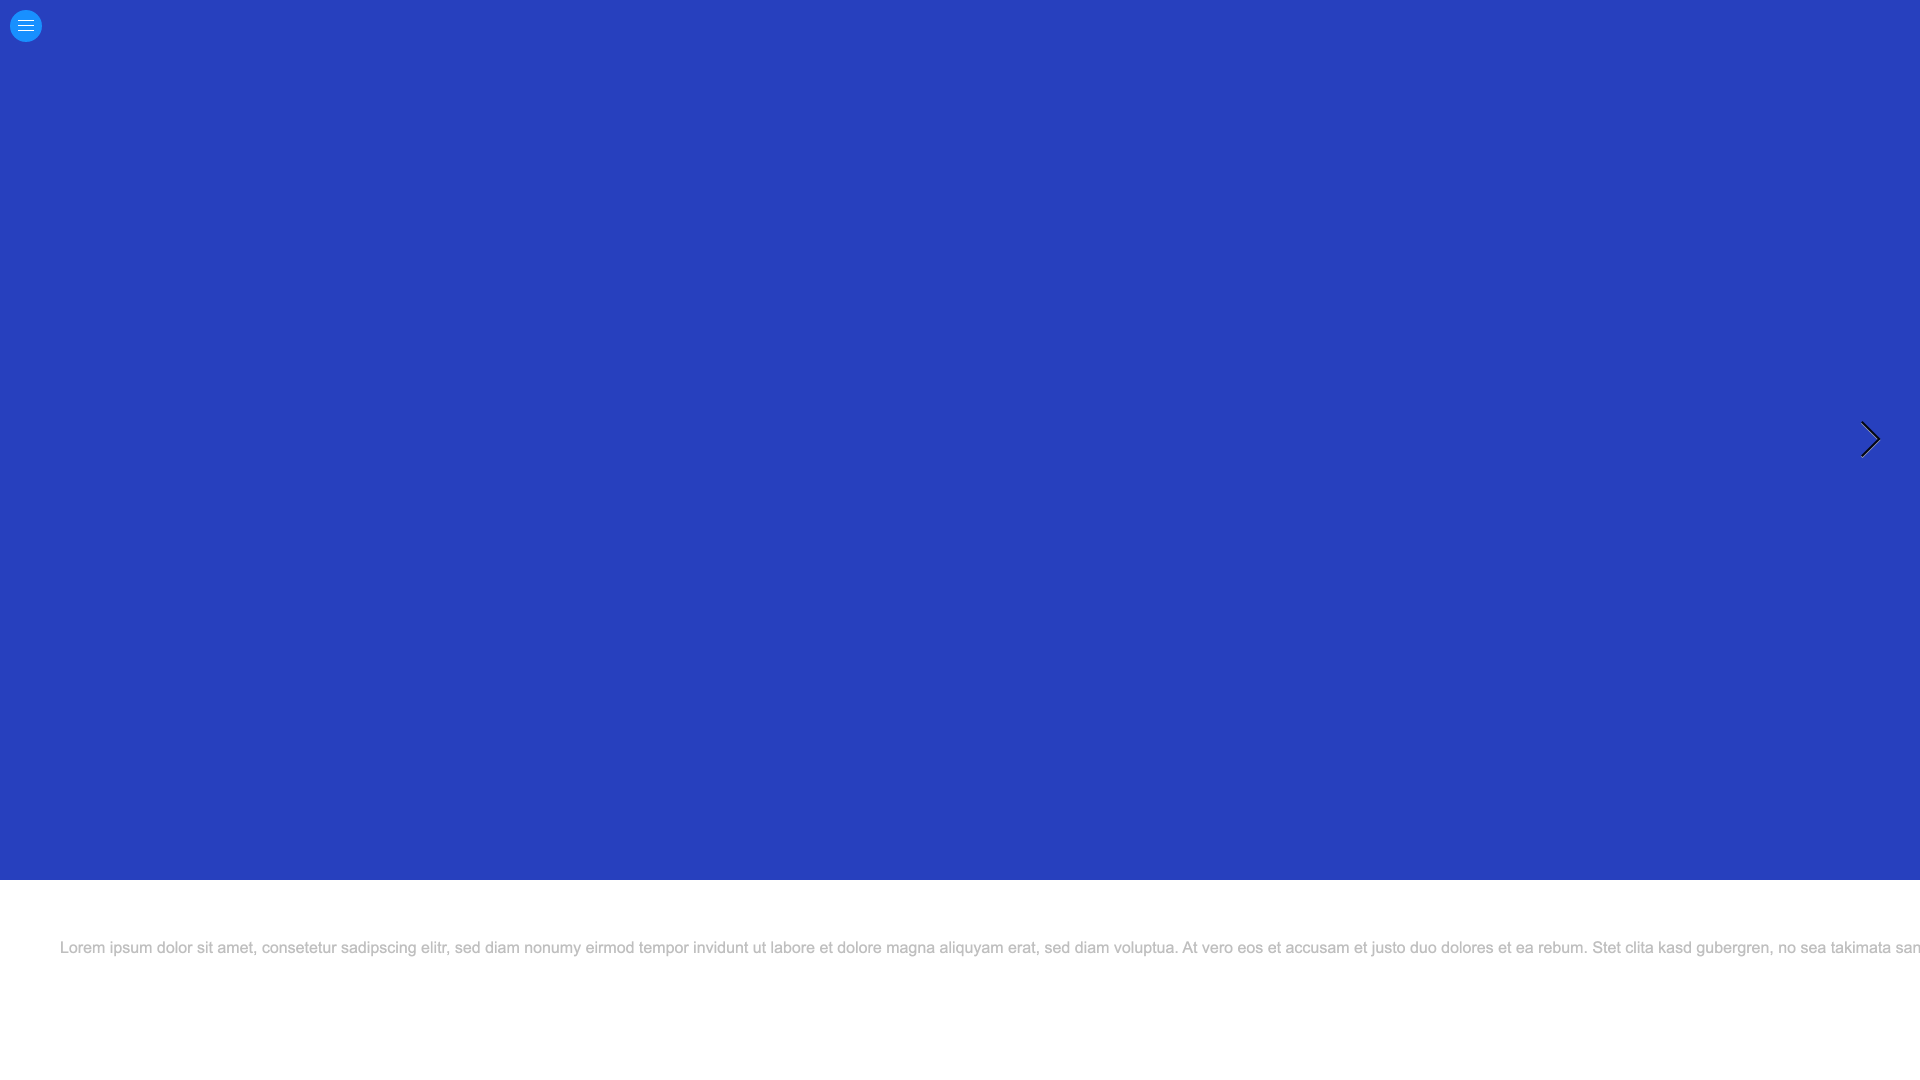 Lorem ipsum dolor sit amet, consetetur sadipscing elitr, sed diam nonumy eirmod tempor invidunt ut labore et dolore magna aliquyam erat, sed diam voluptua. At vero eos et accusam et justo duo dolores et ea rebum. Stet clita kasd gubergren, no sea takimata san